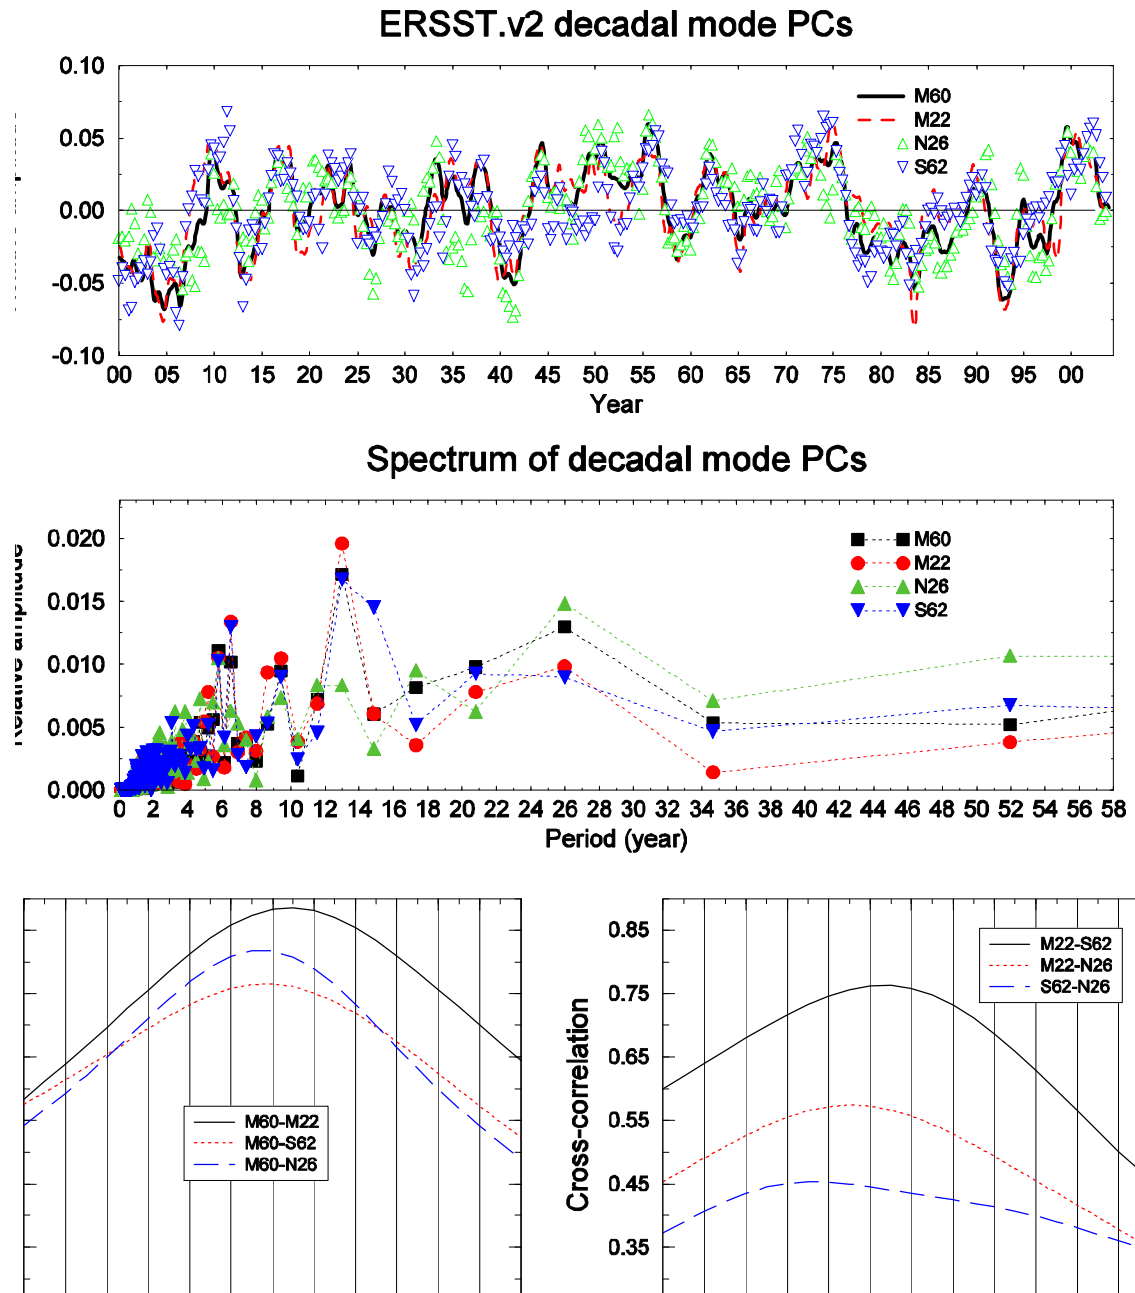 ERSST.v2 decadal mode PCs
0.10
0.05
0.00
-0.05
-0.10
M60
M22
N26
S62
00 05 10 15 20 25 30 35 40 45 50 55 60 65 70 75 80 85 90 95 00
Year
Spectrum of decadal mode PCs
Relative amplitude
0.020
0.015
0.010
0.005
0.000
M60
M22
N26
S62
0 2 4 6 8 10 12 14 16 18 20 22 24 26 28 30 32 34 36 38 40 42 44 46 48 50 52 54 56 58
Period (year)
M60-M22
M60-S62
M60-N26
Cross-correlation
0.85
0.75
0.65
0.55
0.45
0.35
M22-S62
M22-N26
S62-N26